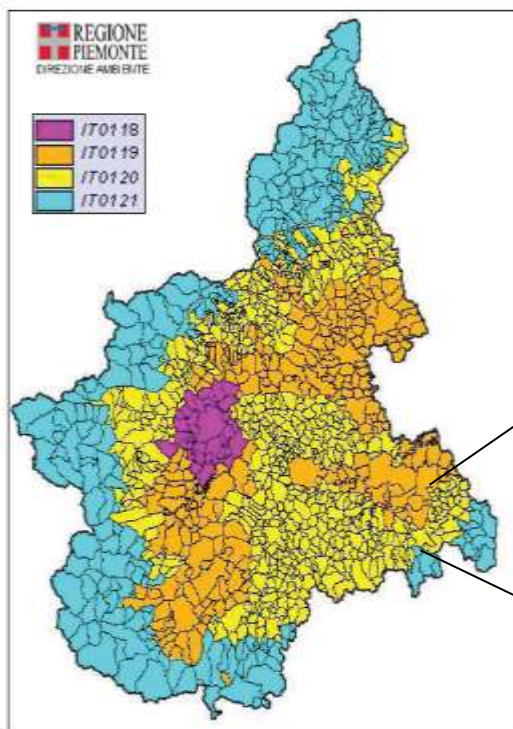 REGIONE
PIEMONTE
DIREZIONE AMBIENTE
IT0118
IT0119
IT0120
IT0121